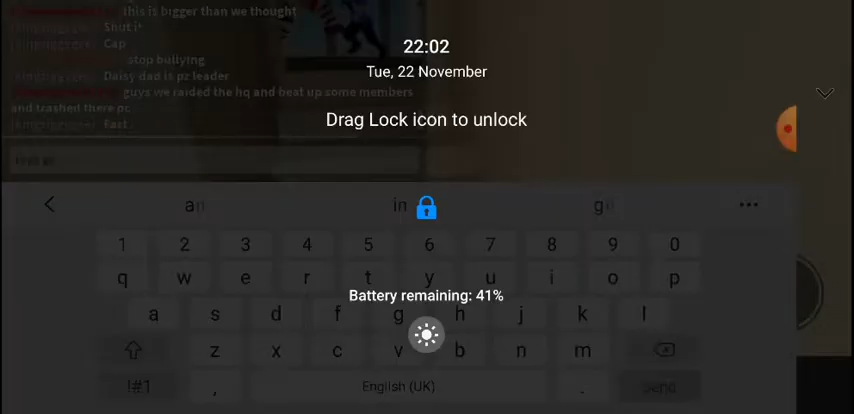 this is bigger than we thought
Shut it
22:02
Cap
stop bullying
Tue, 22 November
Daisy dad is pz leader
guys we raided the hq and beat up some members
and trashed there pc
Drag Lock icon to unlock
Fast
an in go
1 2 3 4 5 6 7 8 9 0
q w e r t y u i o p
Battery remaining: 41%
a s d f g h j k l
z x c v b n m
!#1 , English (UK) . Send